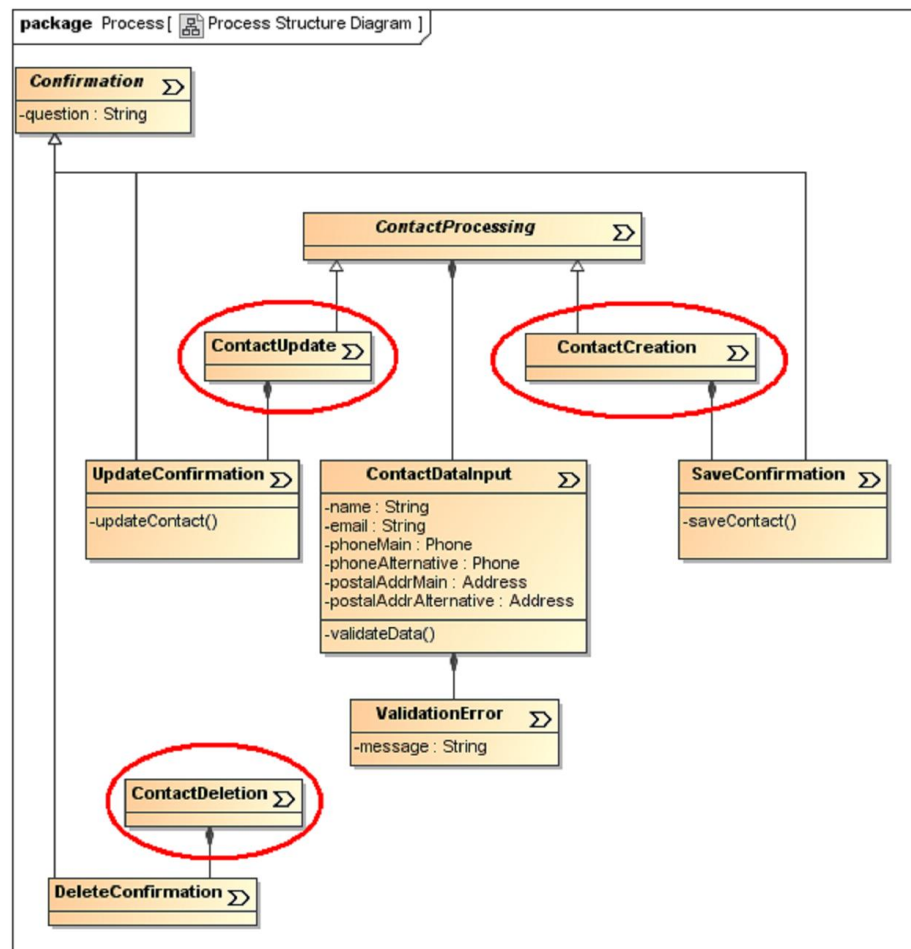 package Process[ Process Structure Diagram ]
Confirmation
-question : String
ContactProcessing
ContactUpdate
ContactCreation
UpdateConfirmation
-updateContact()
ContactDataInput
-name : String
-email : String
-phoneMain : Phone
-phoneAlternative : Phone
-postalAddrMain : Address
-postalAddrAlternative : Address
-validateData()
SaveConfirmation
-saveContact()
ValidationError
-message : String
ContactDeletion
DeleteConfirmation